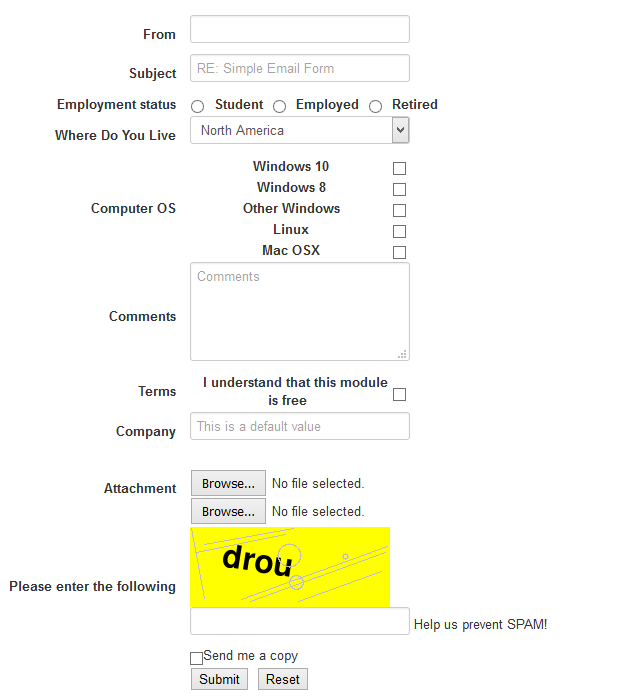 From
Subject RE: Simple Email Form
Employment status Student Employed Retired
Where Do You Live North America
Windows 10
Windows 8
Computer OS Other Windows
Linux
Mac OSX
Comments
Comments
Terms I understand that this module
is free
Company This is a default value
Attachment Browse... No file selected.
Browse... No file selected.
drou
Please enter the following
Help us prevent SPAM!
Send me a copy
Submit Reset